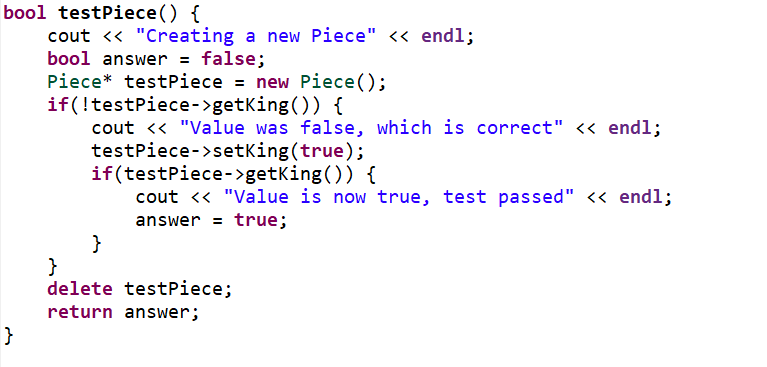 bool testPiece() {
    cout << "Creating a new Piece" << endl;
    bool answer = false;
    Piece* testPiece = new Piece();
    if(!testPiece->getKing()) {
        cout << "Value was false, which is correct" << endl;
        testPiece->setKing(true);
        if(testPiece->getKing()) {
            cout << "Value is now true, test passed" << endl;
            answer = true;
        }
    }
    delete testPiece;
    return answer;
}